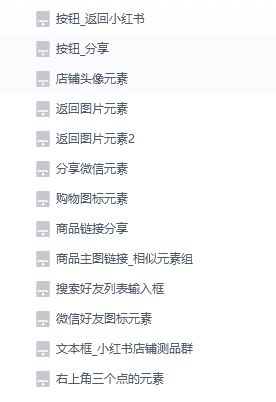 按钮_返回小红书
按钮_分享
店铺头像元素
返回图片元素
返回图片元素2
分享微信元素
购物图标元素
商品链接分享
商品主图链接_相似元素组
搜索好友列表输入框
微信好友图标元素
文本框_小红书店铺测品群
右上角三个点的元素